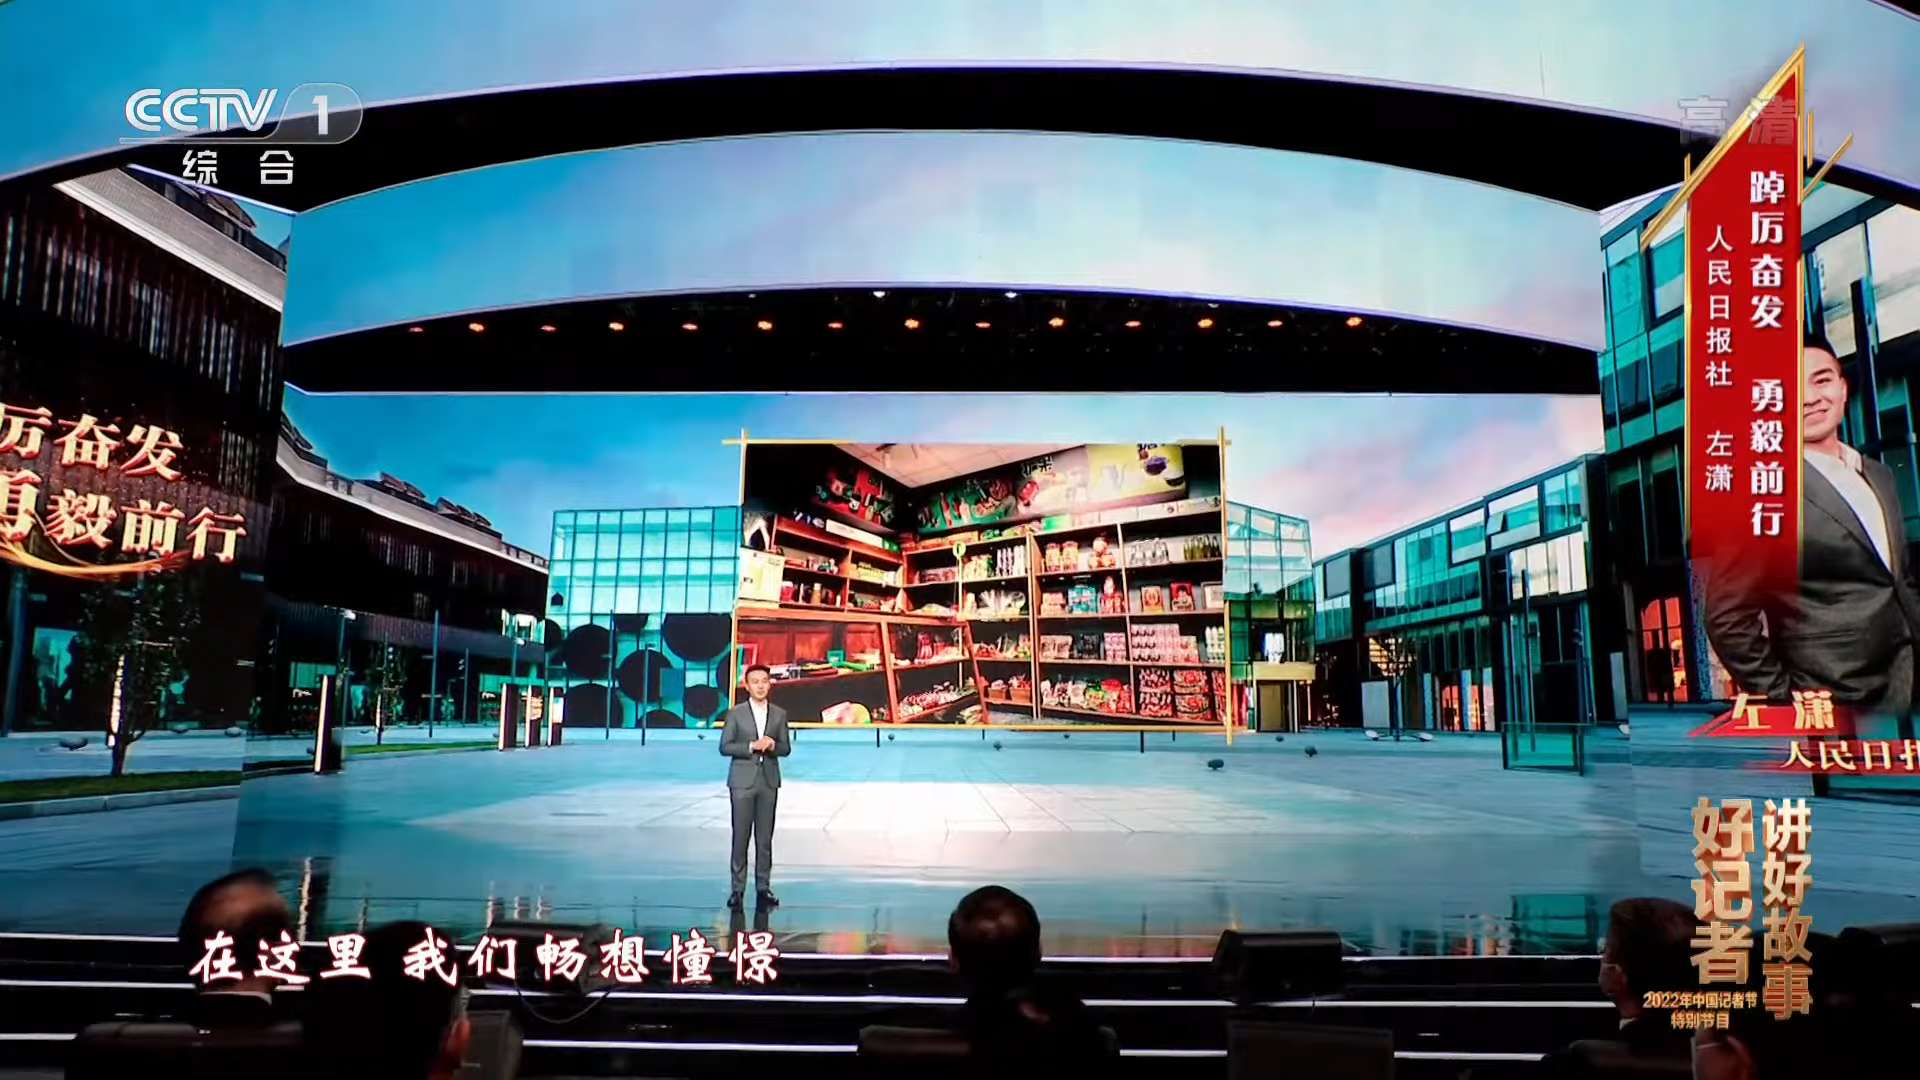 CCTV 1
综 合
高 清
踔厉奋发 勇毅前行
人民日报社 左潇
厉奋发
勇毅前行
左 潇
人民日报
讲好故事
好记者
2022年中国记者节
特别节目
在这里 我们畅想憧憬